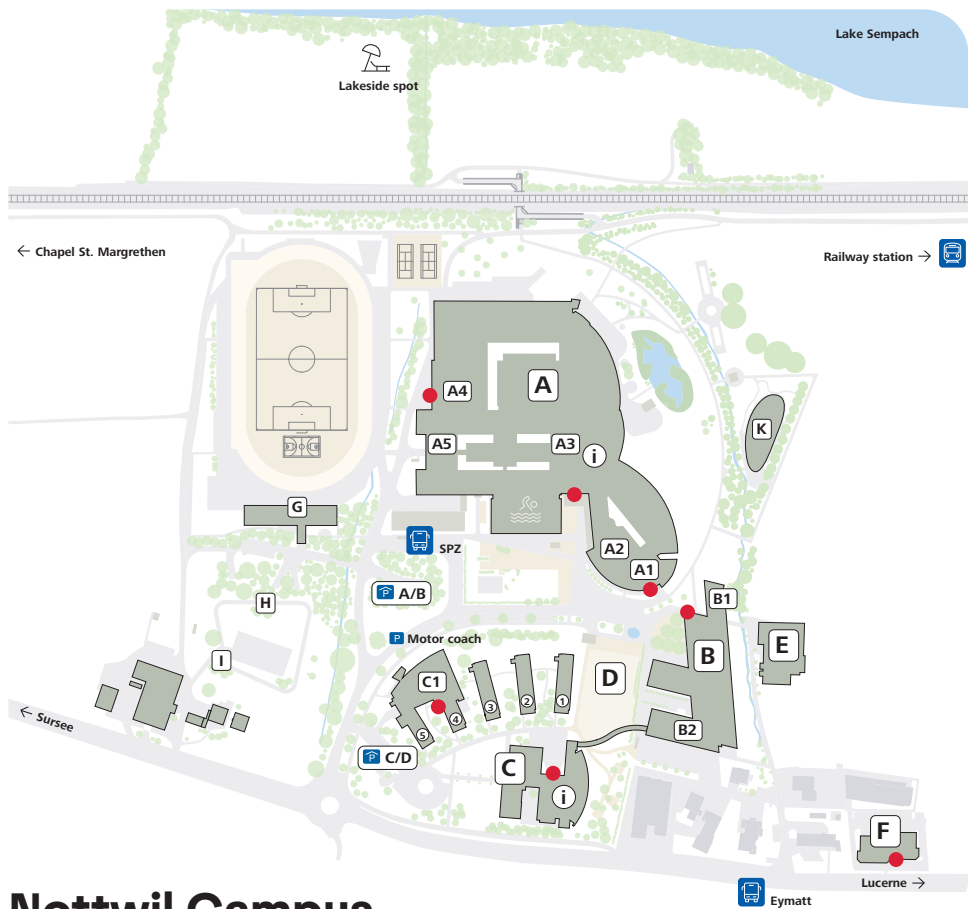 Lake Sempach
Lakeside spot
← Chapel St. Margrethen
Railway station →
A
A4
K
A5
A3
i
G
SPZ
A2
A1
P A/B
B1
H
P Motor coach
B
E
I
C1
D
3
2
1
4
5
B2
← Sursee
P C/D
C
i
F
Lucerne →
Eymatt
Nottwil Campus